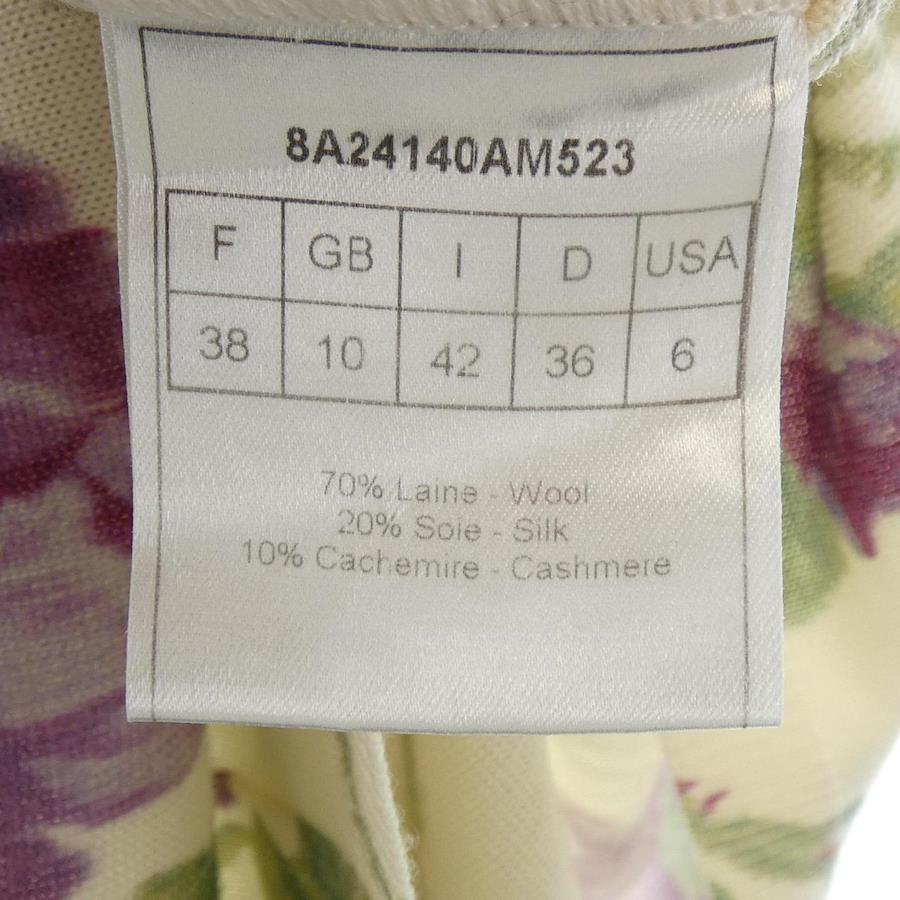 8A24140AM523
F GB I D USA
38 10 42 36 6
70% Laine - Wool
20% Soie - Silk
10% Cachemire - Cashmere